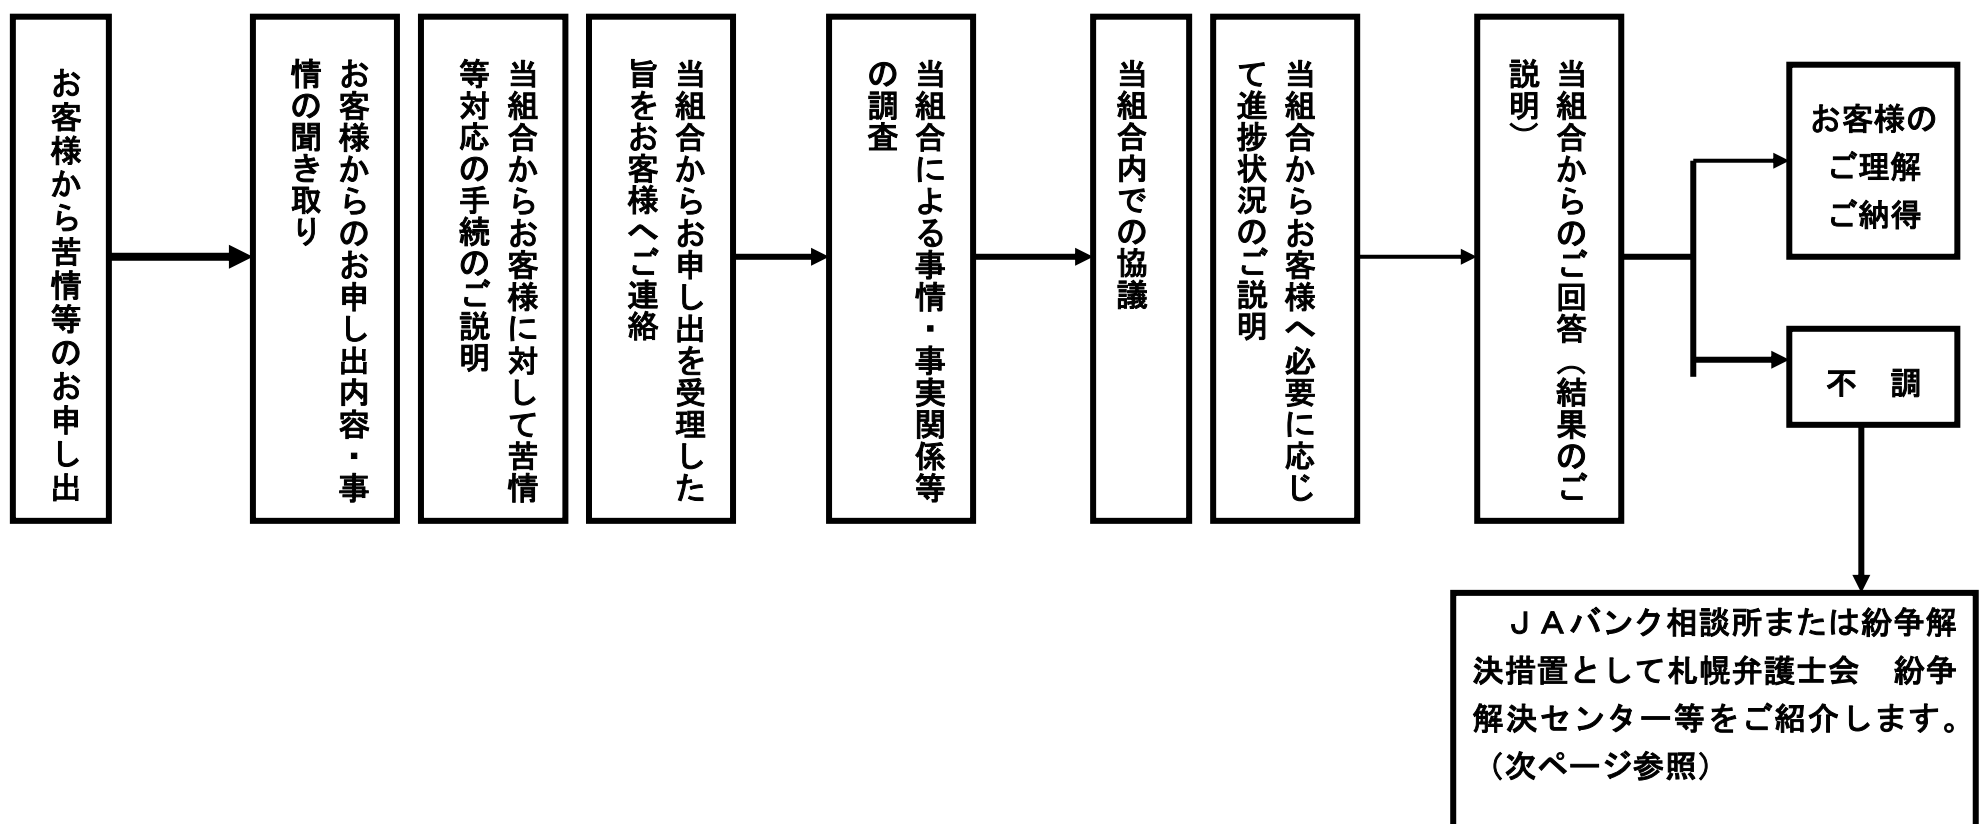 お客様から苦情等のお申し出
お客様からのお申し出内容・事
情の聞き取り
当組合からお客様に対して苦情
等対応の手続のご説明
当組合からお申し出を受理した
旨をお客様へご連絡
当組合による事情・事実関係等
の調査
当組合内での協議
当組合からお客様へ必要に応じ
て進捗状況のご説明
当組合からのご回答（結果のご
説明）
お客様の
ご理解
ご納得
不　調
ＪＡバンク相談所または紛争解
決措置として札幌弁護士会　紛争
解決センター等をご紹介します。
（次ページ参照）